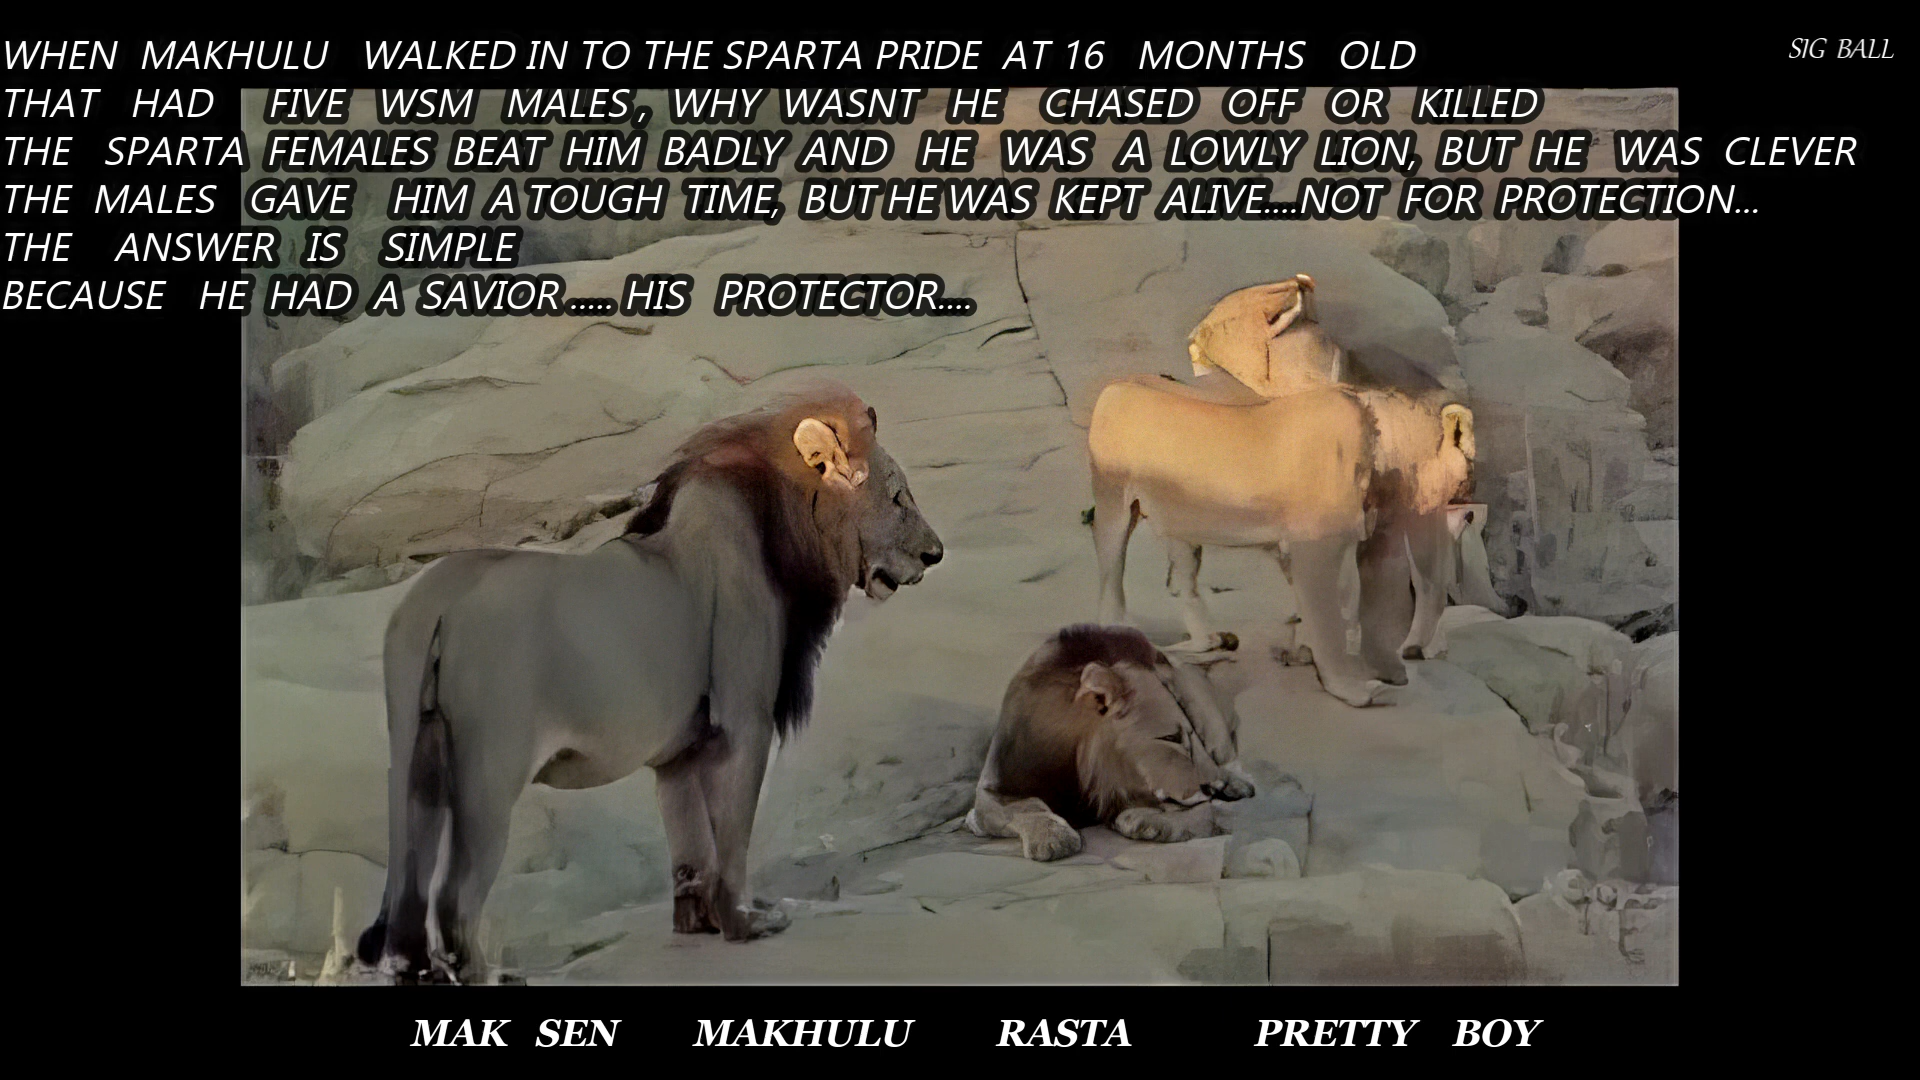 WHEN MAKHULU WALKED IN TO THE SPARTA PRIDE AT 16 MONTHS OLD
SIG BALL
THAT HAD FIVE WSM MALES, WHY WASNT HE CHASED OFF OR KILLED
THE SPARTA FEMALES BEAT HIM BADLY AND HE WAS A LOWLY LION, BUT HE WAS CLEVER
THE MALES GAVE HIM A TOUGH TIME, BUT HE WAS KEPT ALIVE....NOT FOR PROTECTION...
THE ANSWER IS SIMPLE
BECAUSE HE HAD A SAVIOR..... HIS PROTECTOR....
MAK SEN MAKHULU RASTA PRETTY BOY